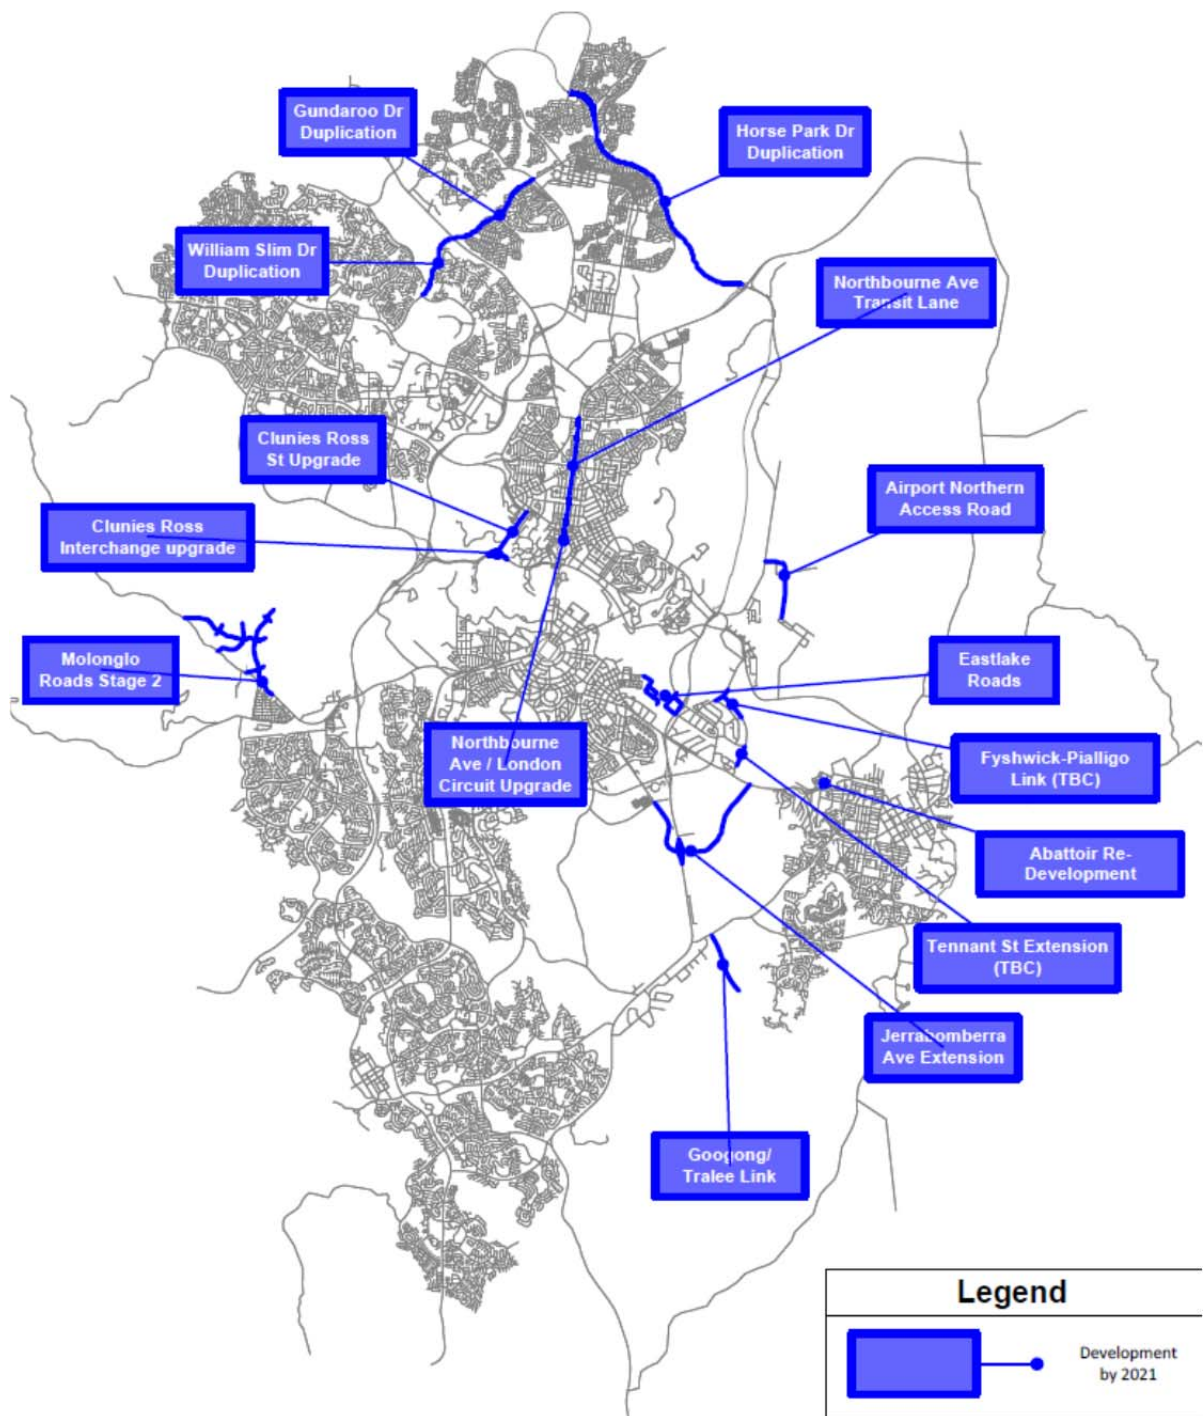 Gundaroo Dr
Duplication
Horse Park Dr
Duplication
William Slim Dr
Duplication
Northbourne Ave
Transit Lane
Clunies Ross
St Upgrade
Airport Northern
Access Road
Clunies Ross
Interchange upgrade
Molonglo
Roads Stage 2
Eastlake
Roads
Northbourne
Ave / London
Circuit Upgrade
Fyshwick-Pialligo
Link (TBC)
Abattoir Re-
Development
Tennant St Extension
(TBC)
Jerrabomberra
Ave Extension
Googong/
Tralee Link
Legend
Development
by 2021